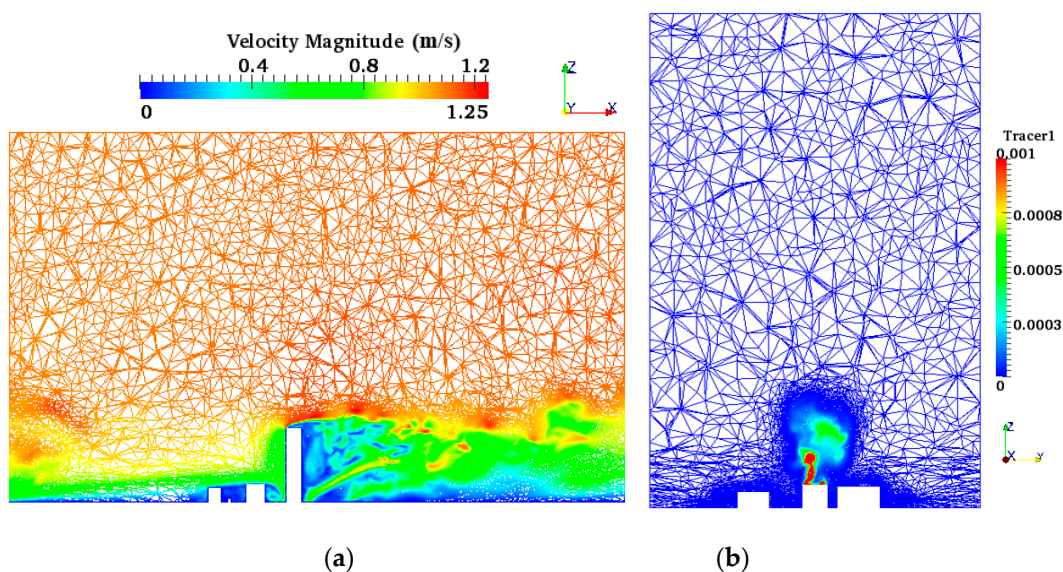 Velocity Magnitude (m/s)
0.4 0.8 1.2
0 1.25
Z
Y X
Tracer1
0.001
0.0008
0.0005
0.0003
0
Z
X Y
(a) (b)